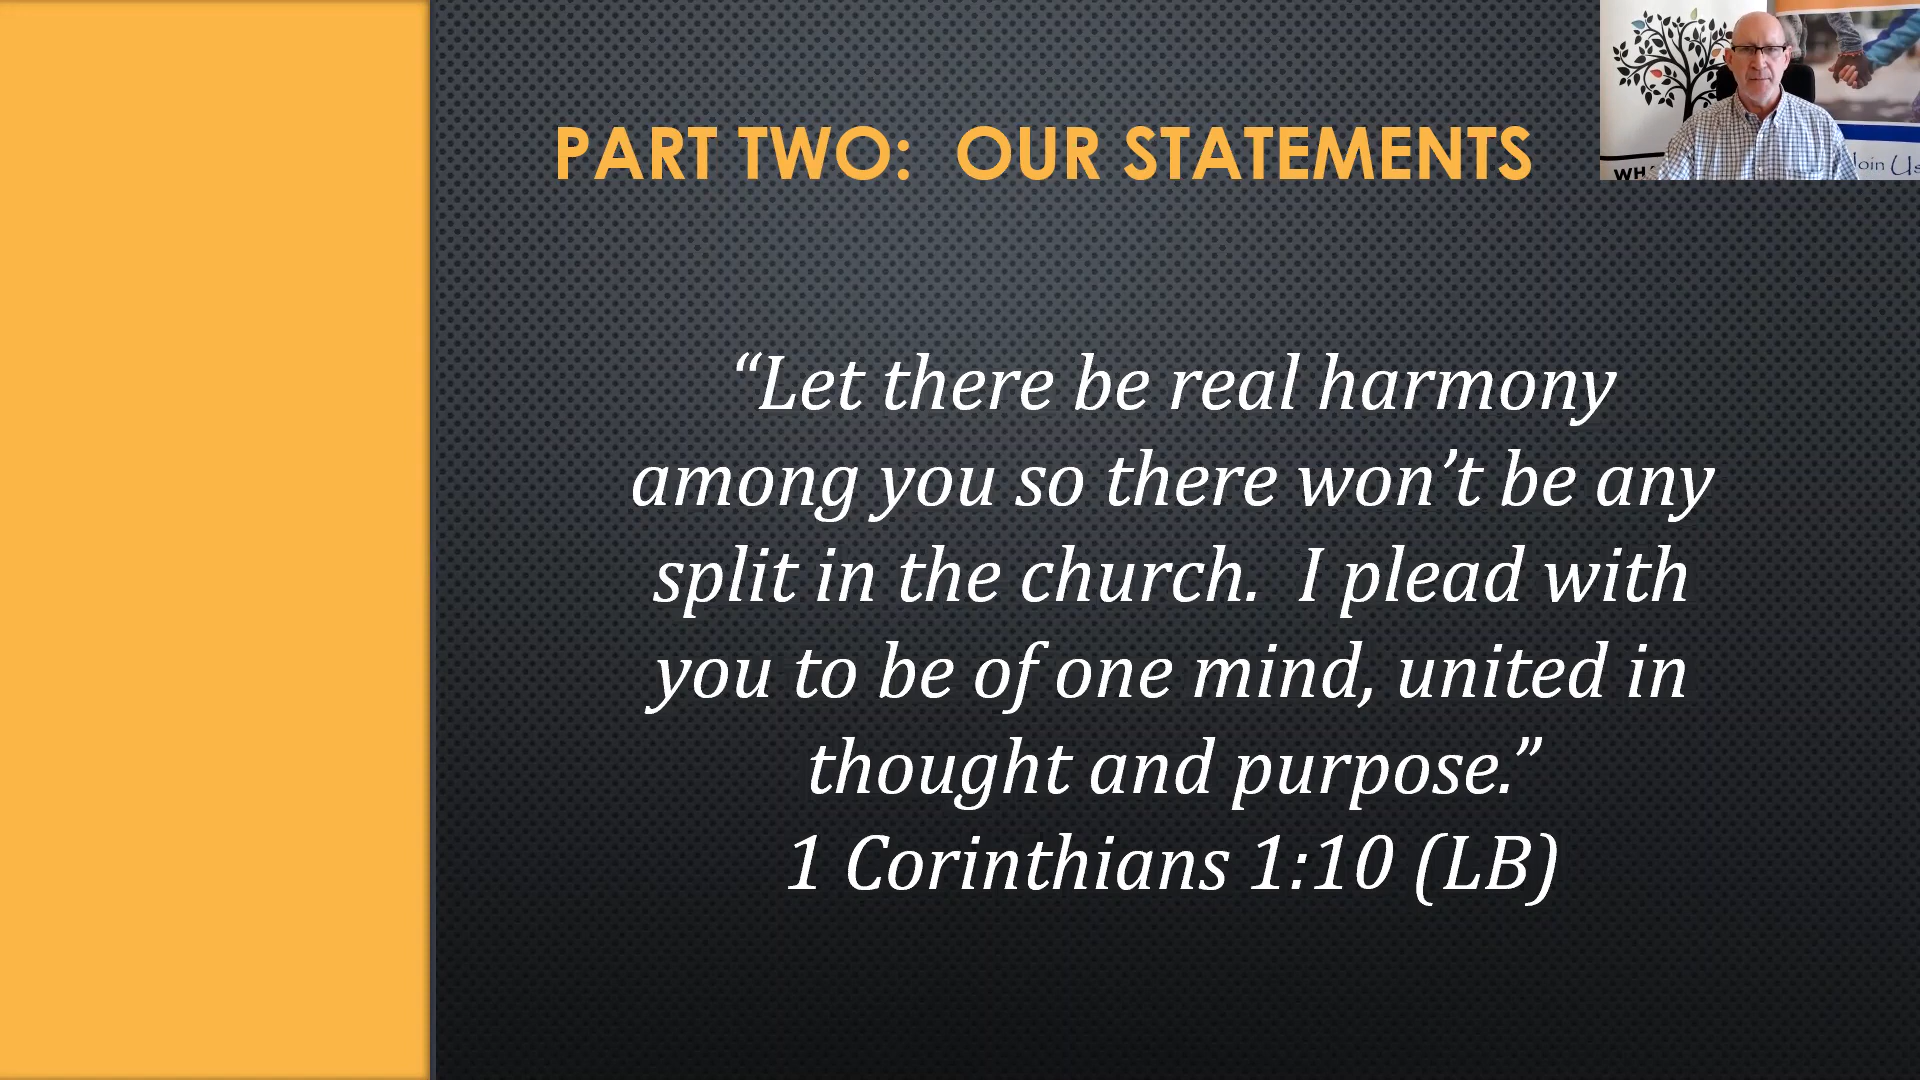 PART TWO:  OUR STATEMENTS
“Let there be real harmony
among you so there won’t be any
split in the church.  I plead with
you to be of one mind, united in
thought and purpose.”
1 Corinthians 1:10 (LB)
Join Us